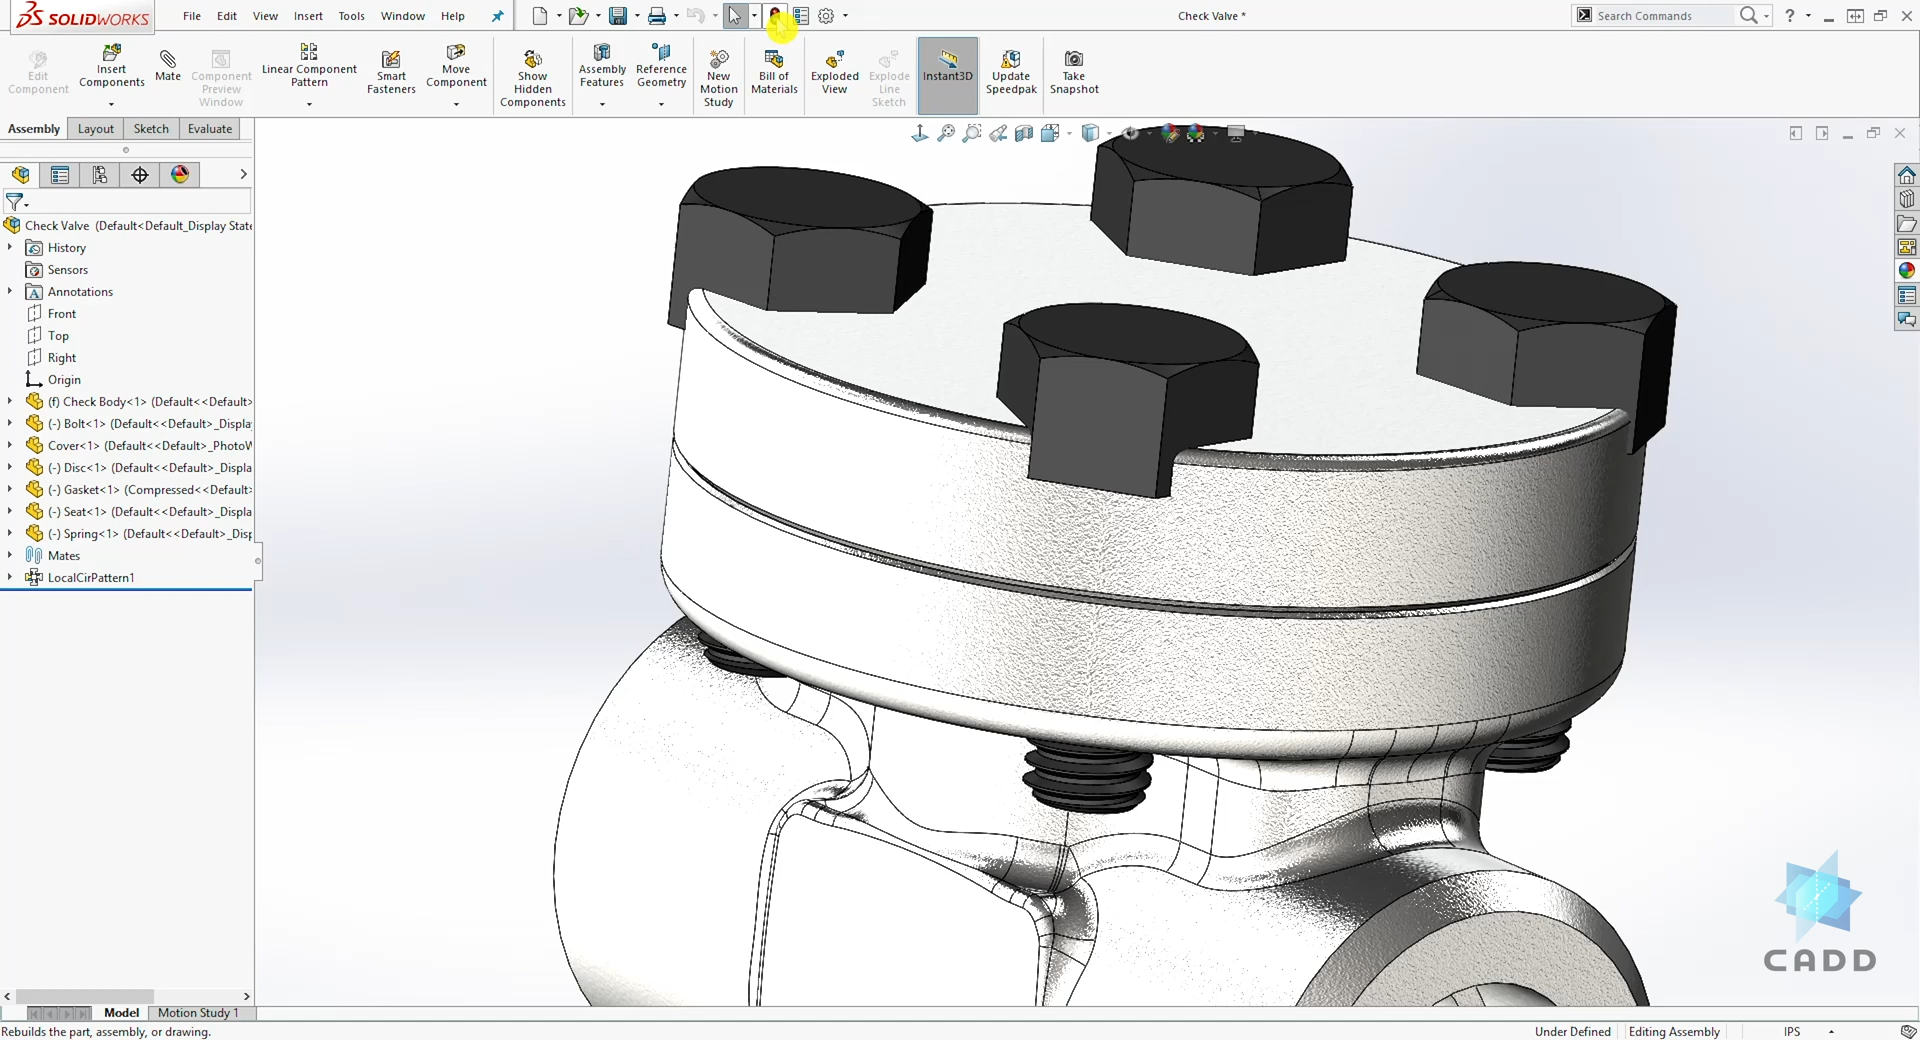 SOLIDWORKS File Edit View Insert Tools Window Help Check Valve * Search Commands ?
Edit Component
Insert Components
Mate
Component Preview Window
Linear Component Pattern
Smart Fasteners
Move Component
Show Hidden Components
Assembly Features
Reference Geometry
New Motion Study
Bill of Materials
Exploded View
Explode Line Sketch
Instant3D
Update Speedpak
Take Snapshot
Assembly Layout Sketch Evaluate
Check Valve (Default<Default_Display State
History
Sensors
A Annotations
Front
Top
Right
Origin
(f) Check Body<1> (Default<<Default>
(-) Bolt<1> (Default<<Default>_Displa
Cover<1> (Default<<Default>_PhotoW
(-) Disc<1> (Default<<Default>_Displa
(-) Gasket<1> (Compressed<<Default>
(-) Seat<1> (Default<<Default>_Displa
(-) Spring<1> (Default<<Default>_Disp
Mates
LocalCirPattern1
CADD
Model Motion Study 1
Rebuilds the part, assembly, or drawing. Under Defined Editing Assembly IPS